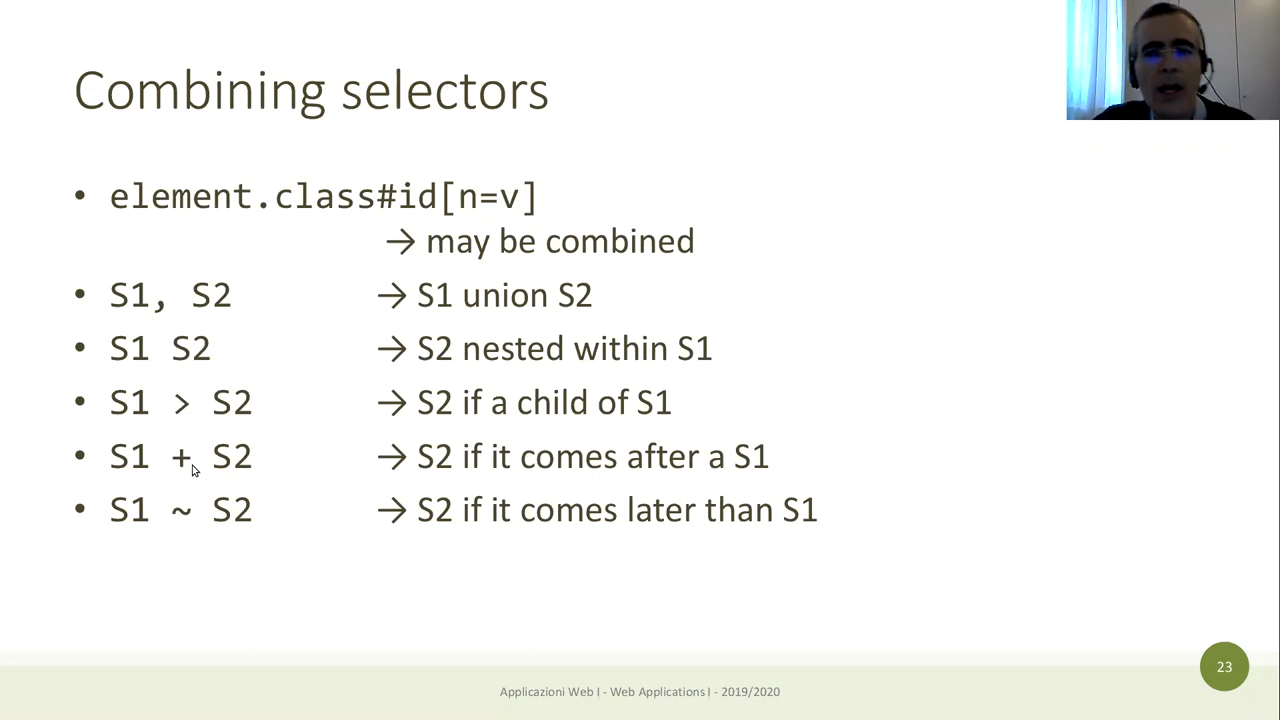 Combining selectors
• element.class#id[n=v]
→ may be combined
• S1, S2 → S1 union S2
• S1 S2 → S2 nested within S1
• S1 > S2 → S2 if a child of S1
• S1 + S2 → S2 if it comes after a S1
• S1 ~ S2 → S2 if it comes later than S1
23
Applicazioni Web I - Web Applications I - 2019/2020